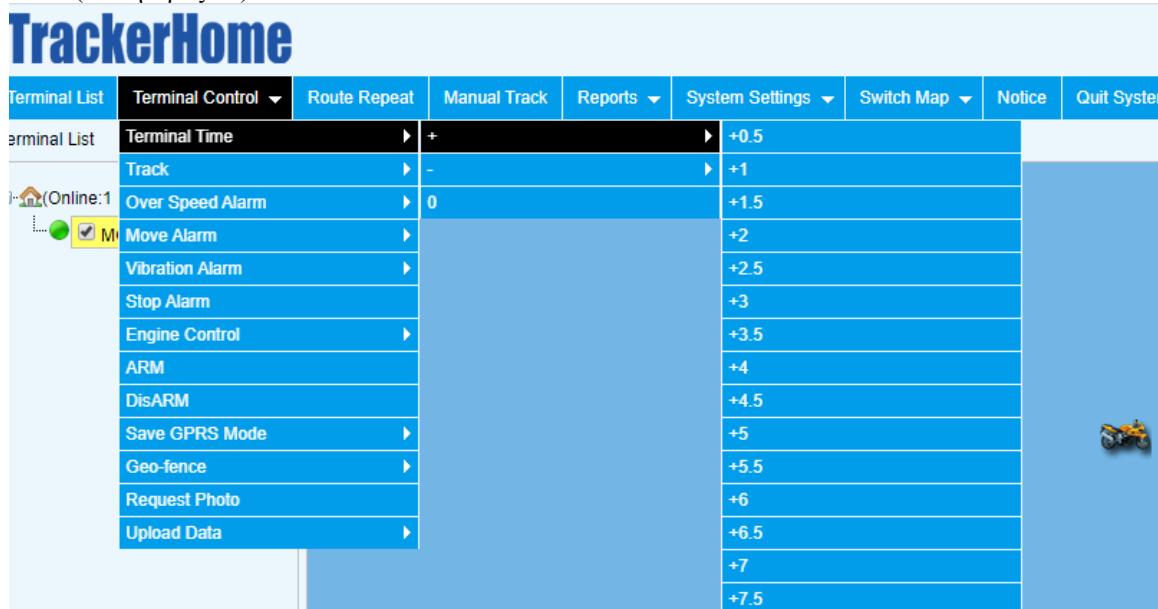 TrackerHome
Terminal List Terminal Control Route Repeat Manual Track Reports System Settings Switch Map Notice Quit Syste
erminal List
Terminal Time + +0.5
Track - +1
(Online:1 Over Speed Alarm 0 +1.5
M Move Alarm +2
Vibration Alarm +2.5
Stop Alarm +3
Engine Control +3.5
ARM +4
DisARM +4.5
Save GPRS Mode +5
Geo-fence +5.5
Request Photo +6
Upload Data +6.5
+7
+7.5